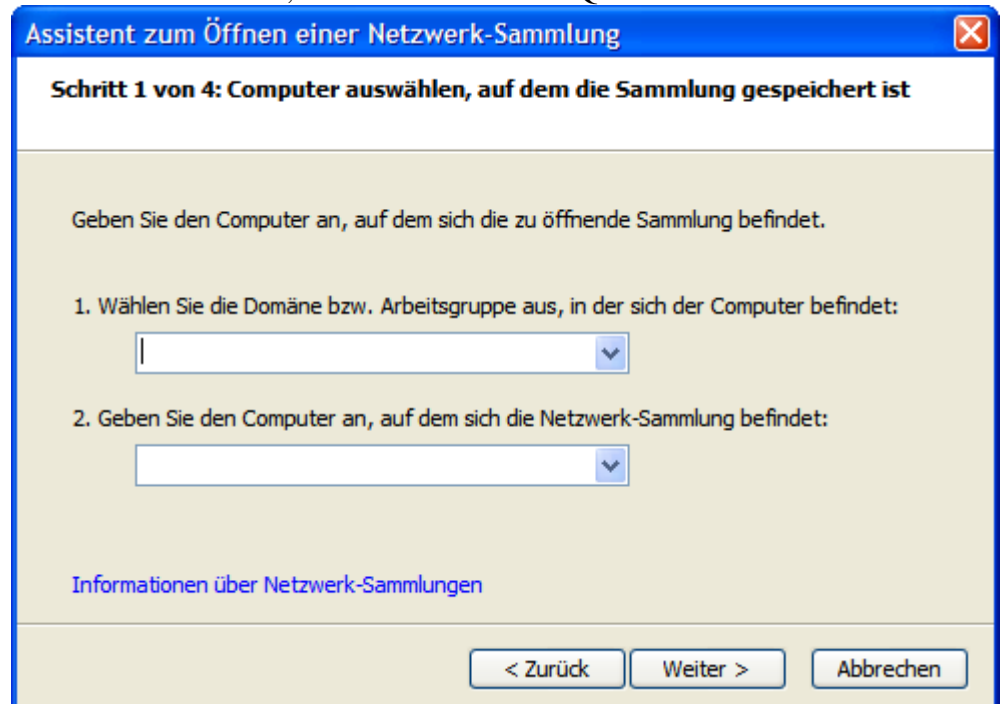 Assistent zum Öffnen einer Netzwerk-Sammlung
Schritt 1 von 4: Computer auswählen, auf dem die Sammlung gespeichert ist
Geben Sie den Computer an, auf dem sich die zu öffnende Sammlung befindet.
1. Wählen Sie die Domäne bzw. Arbeitsgruppe aus, in der sich der Computer befindet:
2. Geben Sie den Computer an, auf dem sich die Netzwerk-Sammlung befindet:
Informationen über Netzwerk-Sammlungen
< Zurück
Weiter >
Abbrechen